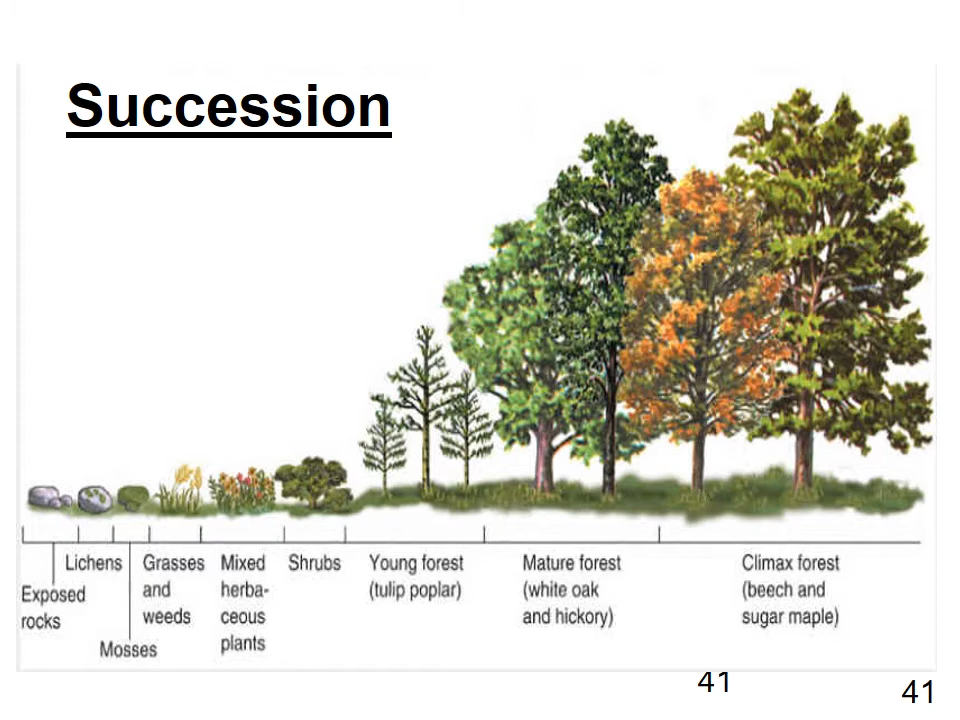 Succession
Exposed
rocks
Lichens
Mosses
Grasses
and
weeds
Mixed
herba-
ceous
plants
Shrubs
Young forest
(tulip poplar)
Mature forest
(white oak
and hickory)
Climax forest
(beech and
sugar maple)
41
41